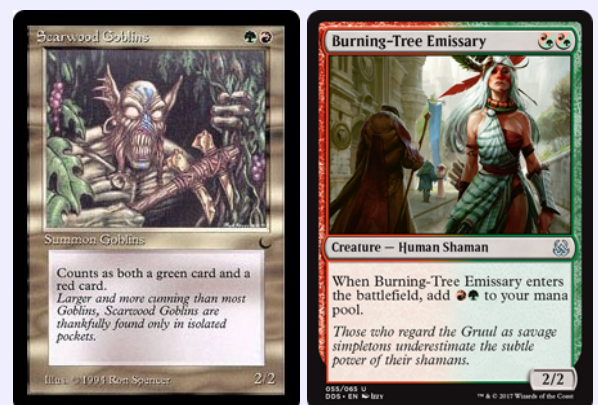 Scarwood Goblins
Summon Goblins
Counts as both a green card and a
red card.
Larger and more cunning than most
Goblins, Scarwood Goblins are
thankfully found only in isolated
pockets.
Illus. © 1994 Ron Spencer
2/2
Burning-Tree Emissary
Creature — Human Shaman
When Burning-Tree Emissary enters
the battlefield, add to your mana
pool.
Those who regard the Gruul as savage
simpletons underestimate the subtle
power of their shamans.
2/2
055/065 U
DDS • EN Izzy
™ & © 2017 Wizards of the Coast